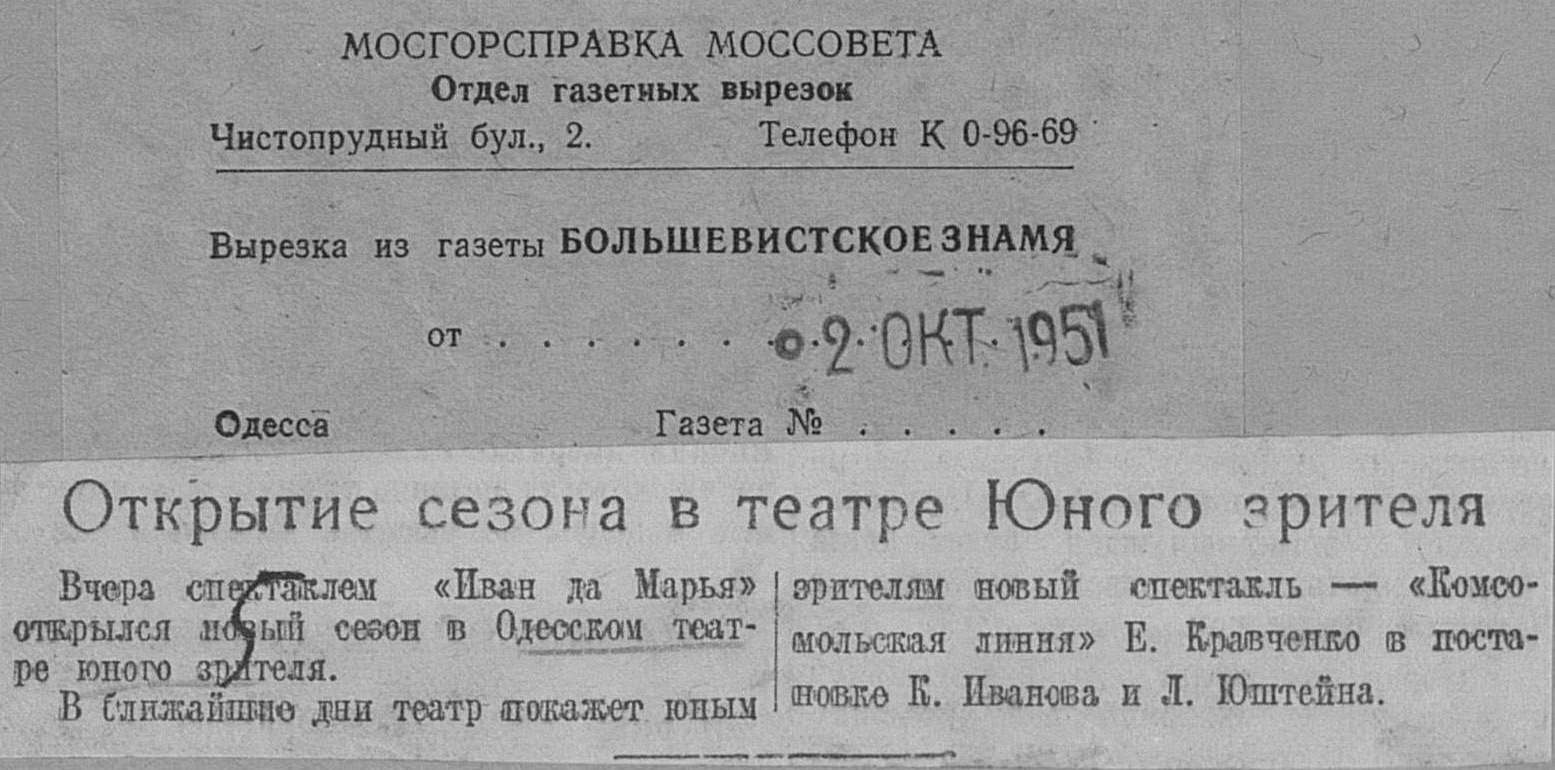 МОСГОРСПРАВКА МОССОВЕТА
Отдел газетных вырезок
Чистопрудный бул., 2. Телефон К 0-96-69
Вырезка из газеты БОЛЬШЕВИСТСКОЕ ЗНАМЯ
от . . . . . . . 2 ОКТ. 1951
Одесса Газета № . . . . .
Открытие сезона в театре Юного зрителя
Вчера спектаклем «Иван да Марья»
открылся новый сезон в Одесском теат-
ре юного зрителя.
В ближайшие дни театр покажет юным
зрителям новый спектакль — «Комсо-
мольская линия» Е. Кравченко в поста-
новке К. Иванова и Л. Юштейна.